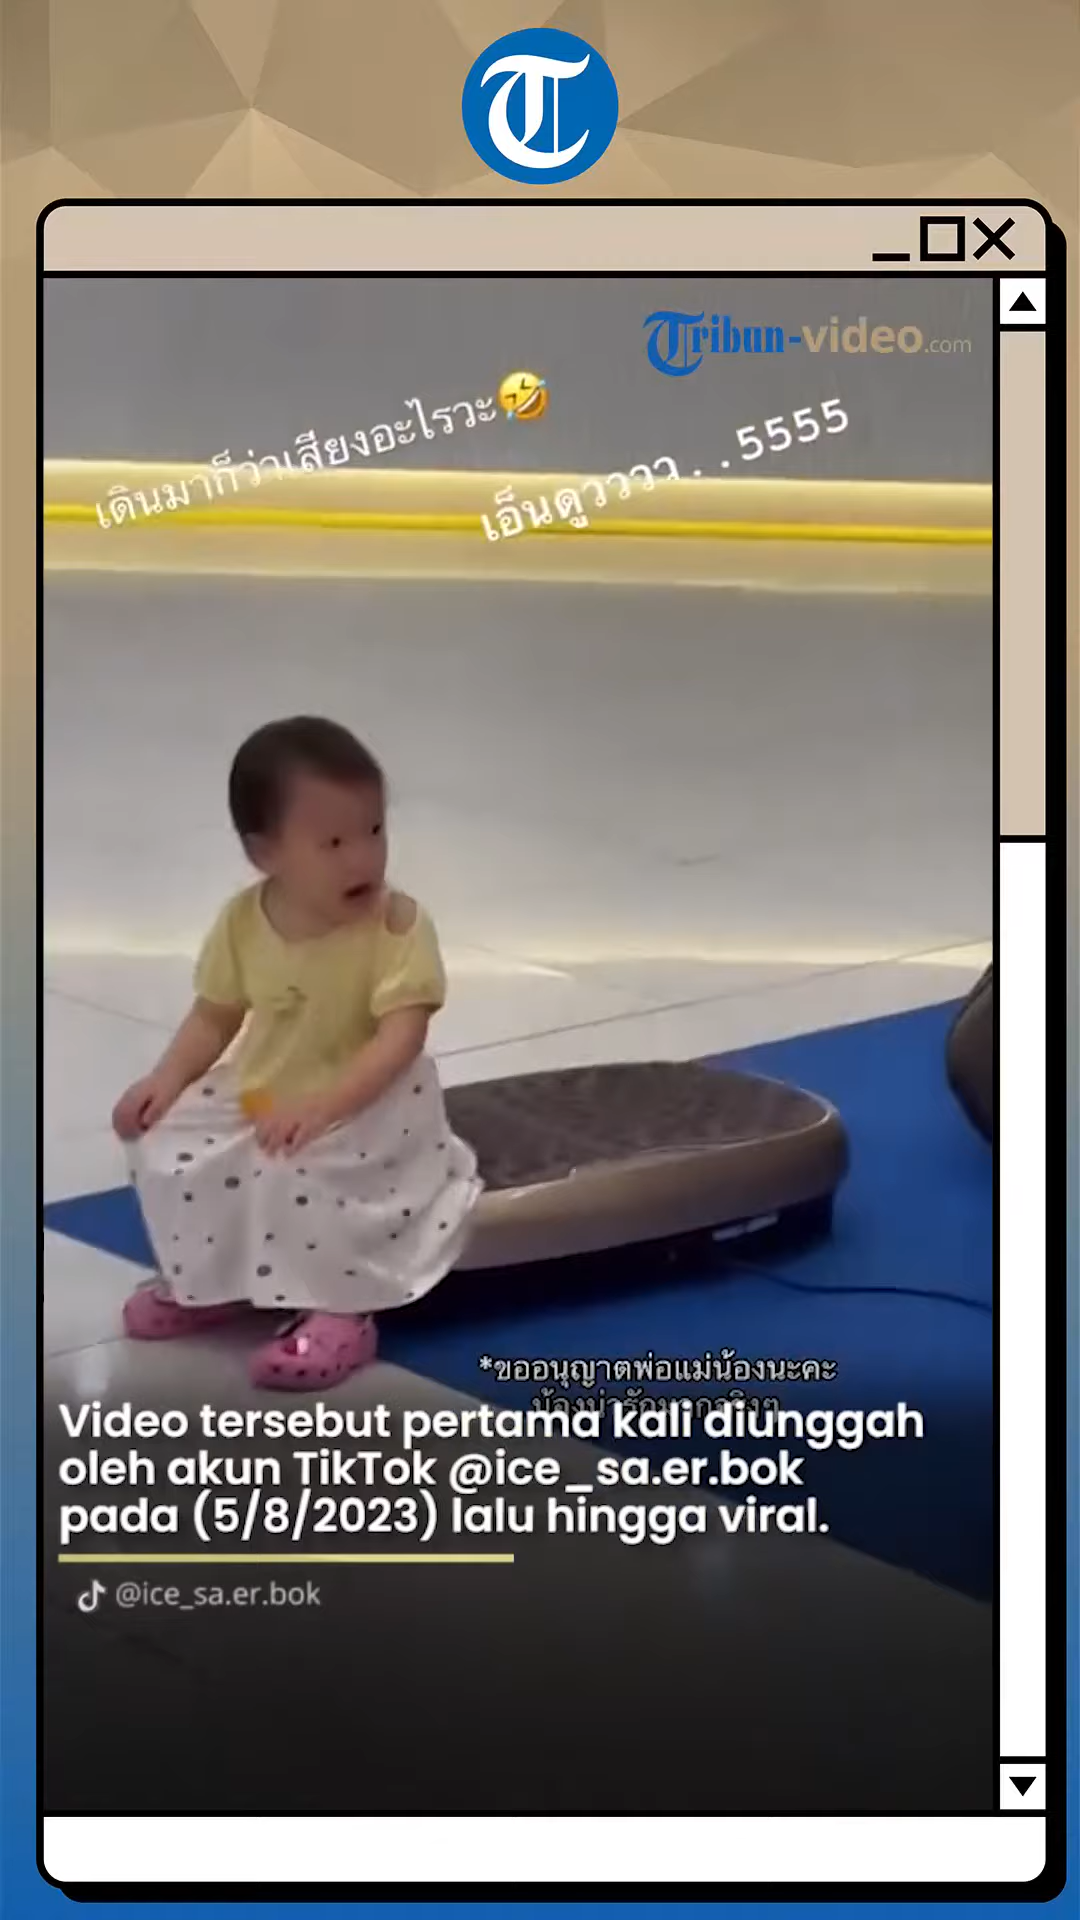 T
Tribun-video.com
เดินมาก็ว่าเสียงอะไรวะ🤣
เอ็นดูวววว..5555
*ขออนุญาตพ่อแม่น้องนะคะ
Video tersebut pertama kali diunggah
oleh akun TikTok @ice_sa.er.bok
pada (5/8/2023) lalu hingga viral.
@ice_sa.er.bok